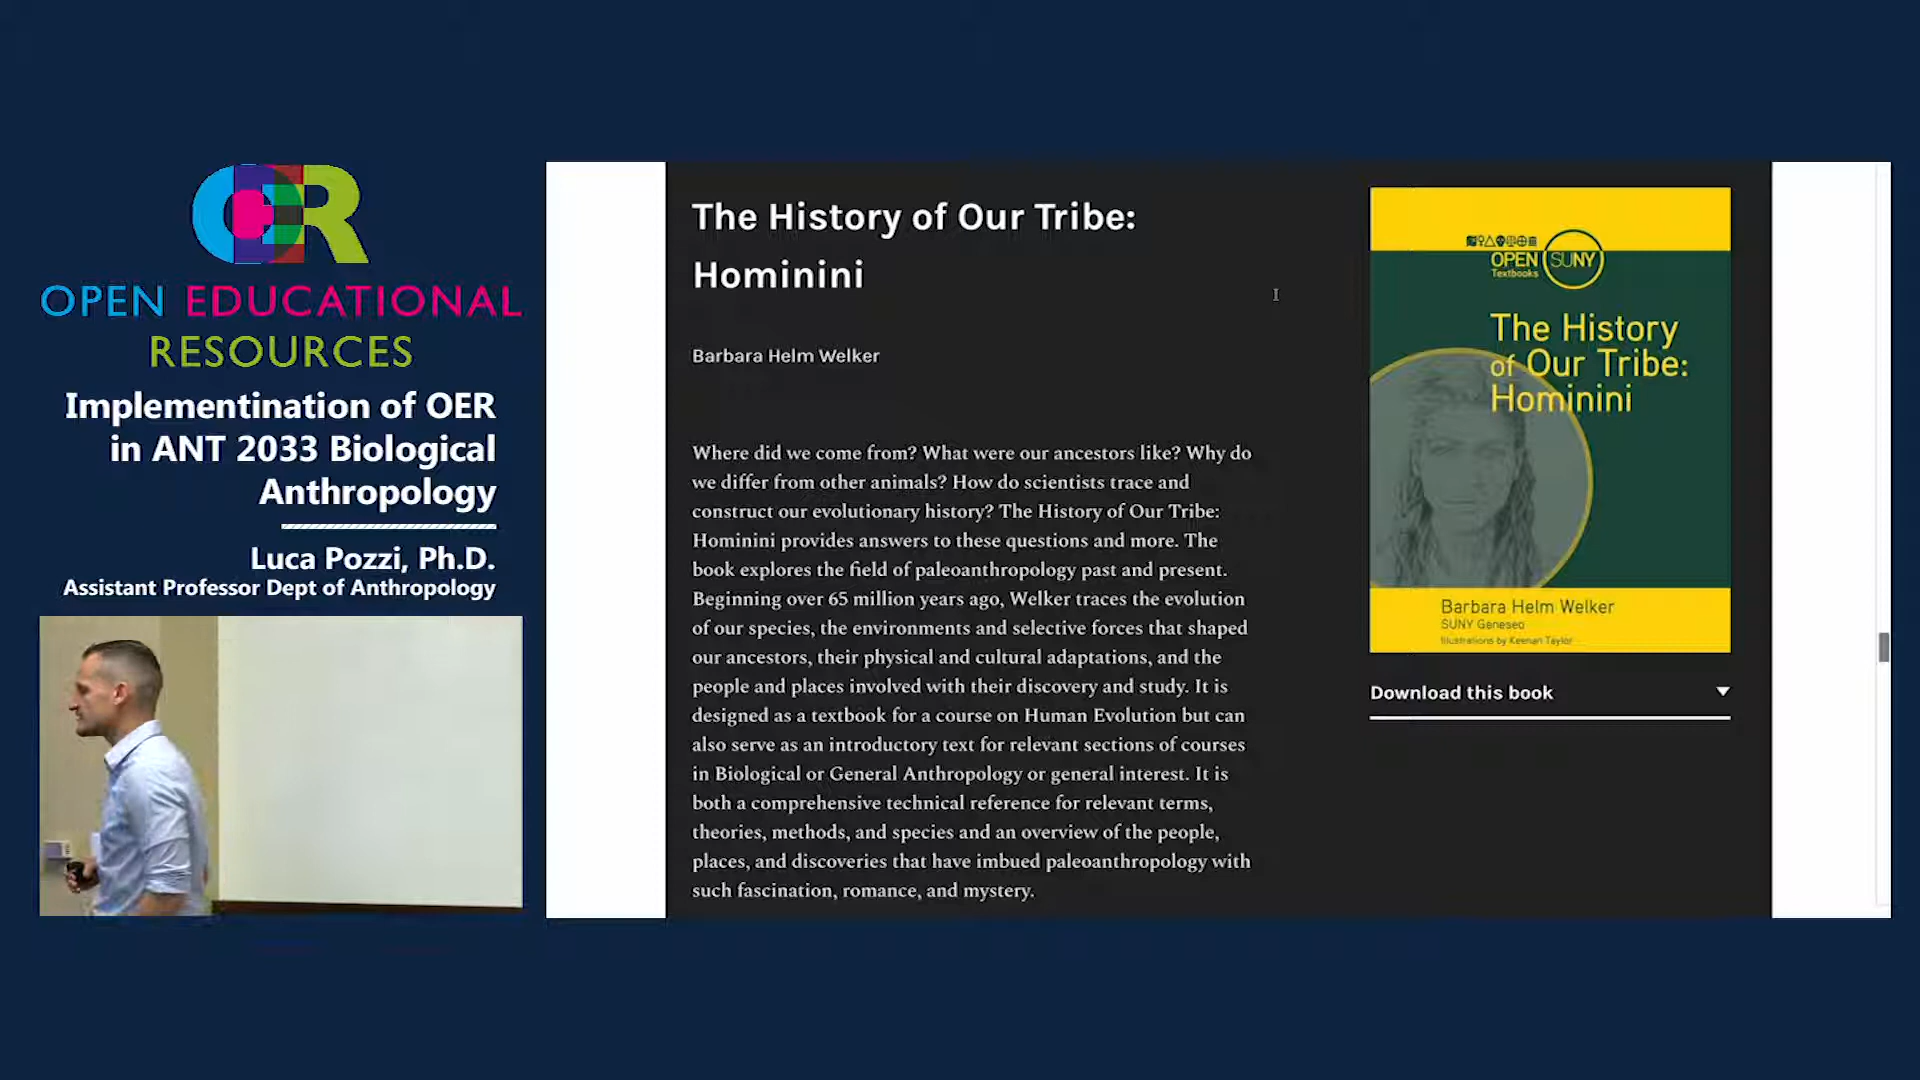 OER
OPEN EDUCATIONAL
RESOURCES
Implementination of OER
in ANT 2033 Biological
Anthropology
Luca Pozzi, Ph.D.
Assistant Professor Dept of Anthropology
The History of Our Tribe:
Hominini
Barbara Helm Welker
Where did we come from? What were our ancestors like? Why do
we differ from other animals? How do scientists trace and
construct our evolutionary history? The History of Our Tribe:
Hominini provides answers to these questions and more. The
book explores the field of paleoanthropology past and present.
Beginning over 65 million years ago, Welker traces the evolution
of our species, the environments and selective forces that shaped
our ancestors, their physical and cultural adaptations, and the
people and places involved with their discovery and study. It is
designed as a textbook for a course on Human Evolution but can
also serve as an introductory text for relevant sections of courses
in Biological or General Anthropology or general interest. It is
both a comprehensive technical reference for relevant terms,
theories, methods, and species and an overview of the people,
places, and discoveries that have imbued paleoanthropology with
such fascination, romance, and mystery.
OPEN SUNY
Textbooks
The History
of Our Tribe:
Hominini
Barbara Helm Welker
SUNY Geneseo
Illustrations by Keenan Taylor
Download this book